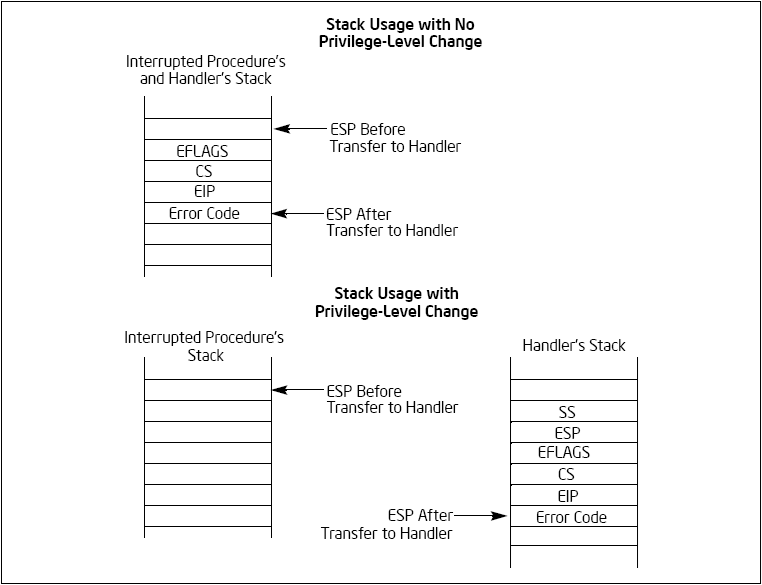 Stack Usage with No
Privilege-Level Change
Interrupted Procedure's
and Handler's Stack
ESP Before
Transfer to Handler
EFLAGS
CS
EIP
Error Code
ESP After
Transfer to Handler
Stack Usage with
Privilege-Level Change
Interrupted Procedure's
Stack
Handler's Stack
ESP Before
Transfer to Handler
SS
ESP
EFLAGS
CS
EIP
ESP After
Transfer to Handler
Error Code